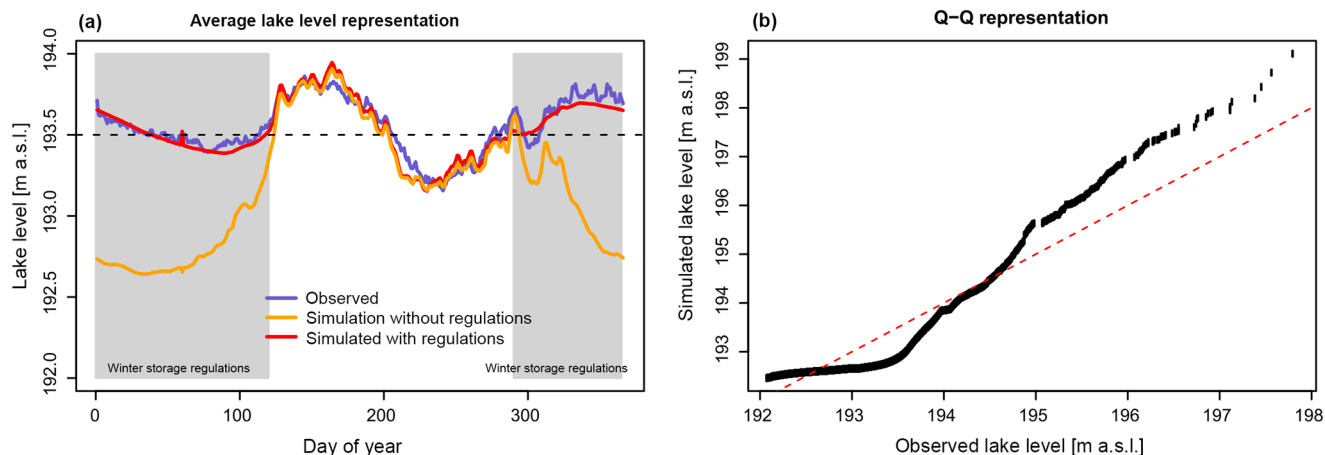 (a)
Average lake level representation
Lake level [m a.s.l.]
194.0
193.5
193.0
192.5
192.0
Observed
Simulation without regulations
Simulated with regulations
Winter storage regulations
Winter storage regulations
0 100 200 300
Day of year
(b)
Q−Q representation
Simulated lake level [m a.s.l.]
199
198
197
196
195
194
193
192 193 194 195 196 197 198
Observed lake level [m a.s.l.]